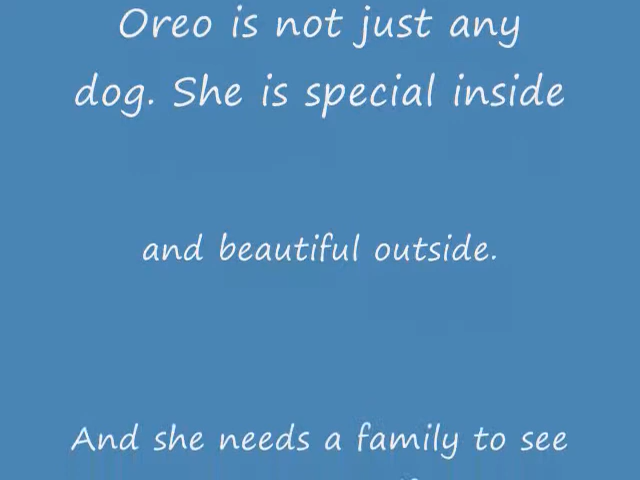 Oreo is not just any
dog. She is special inside
and beautiful outside.
And she needs a family to see